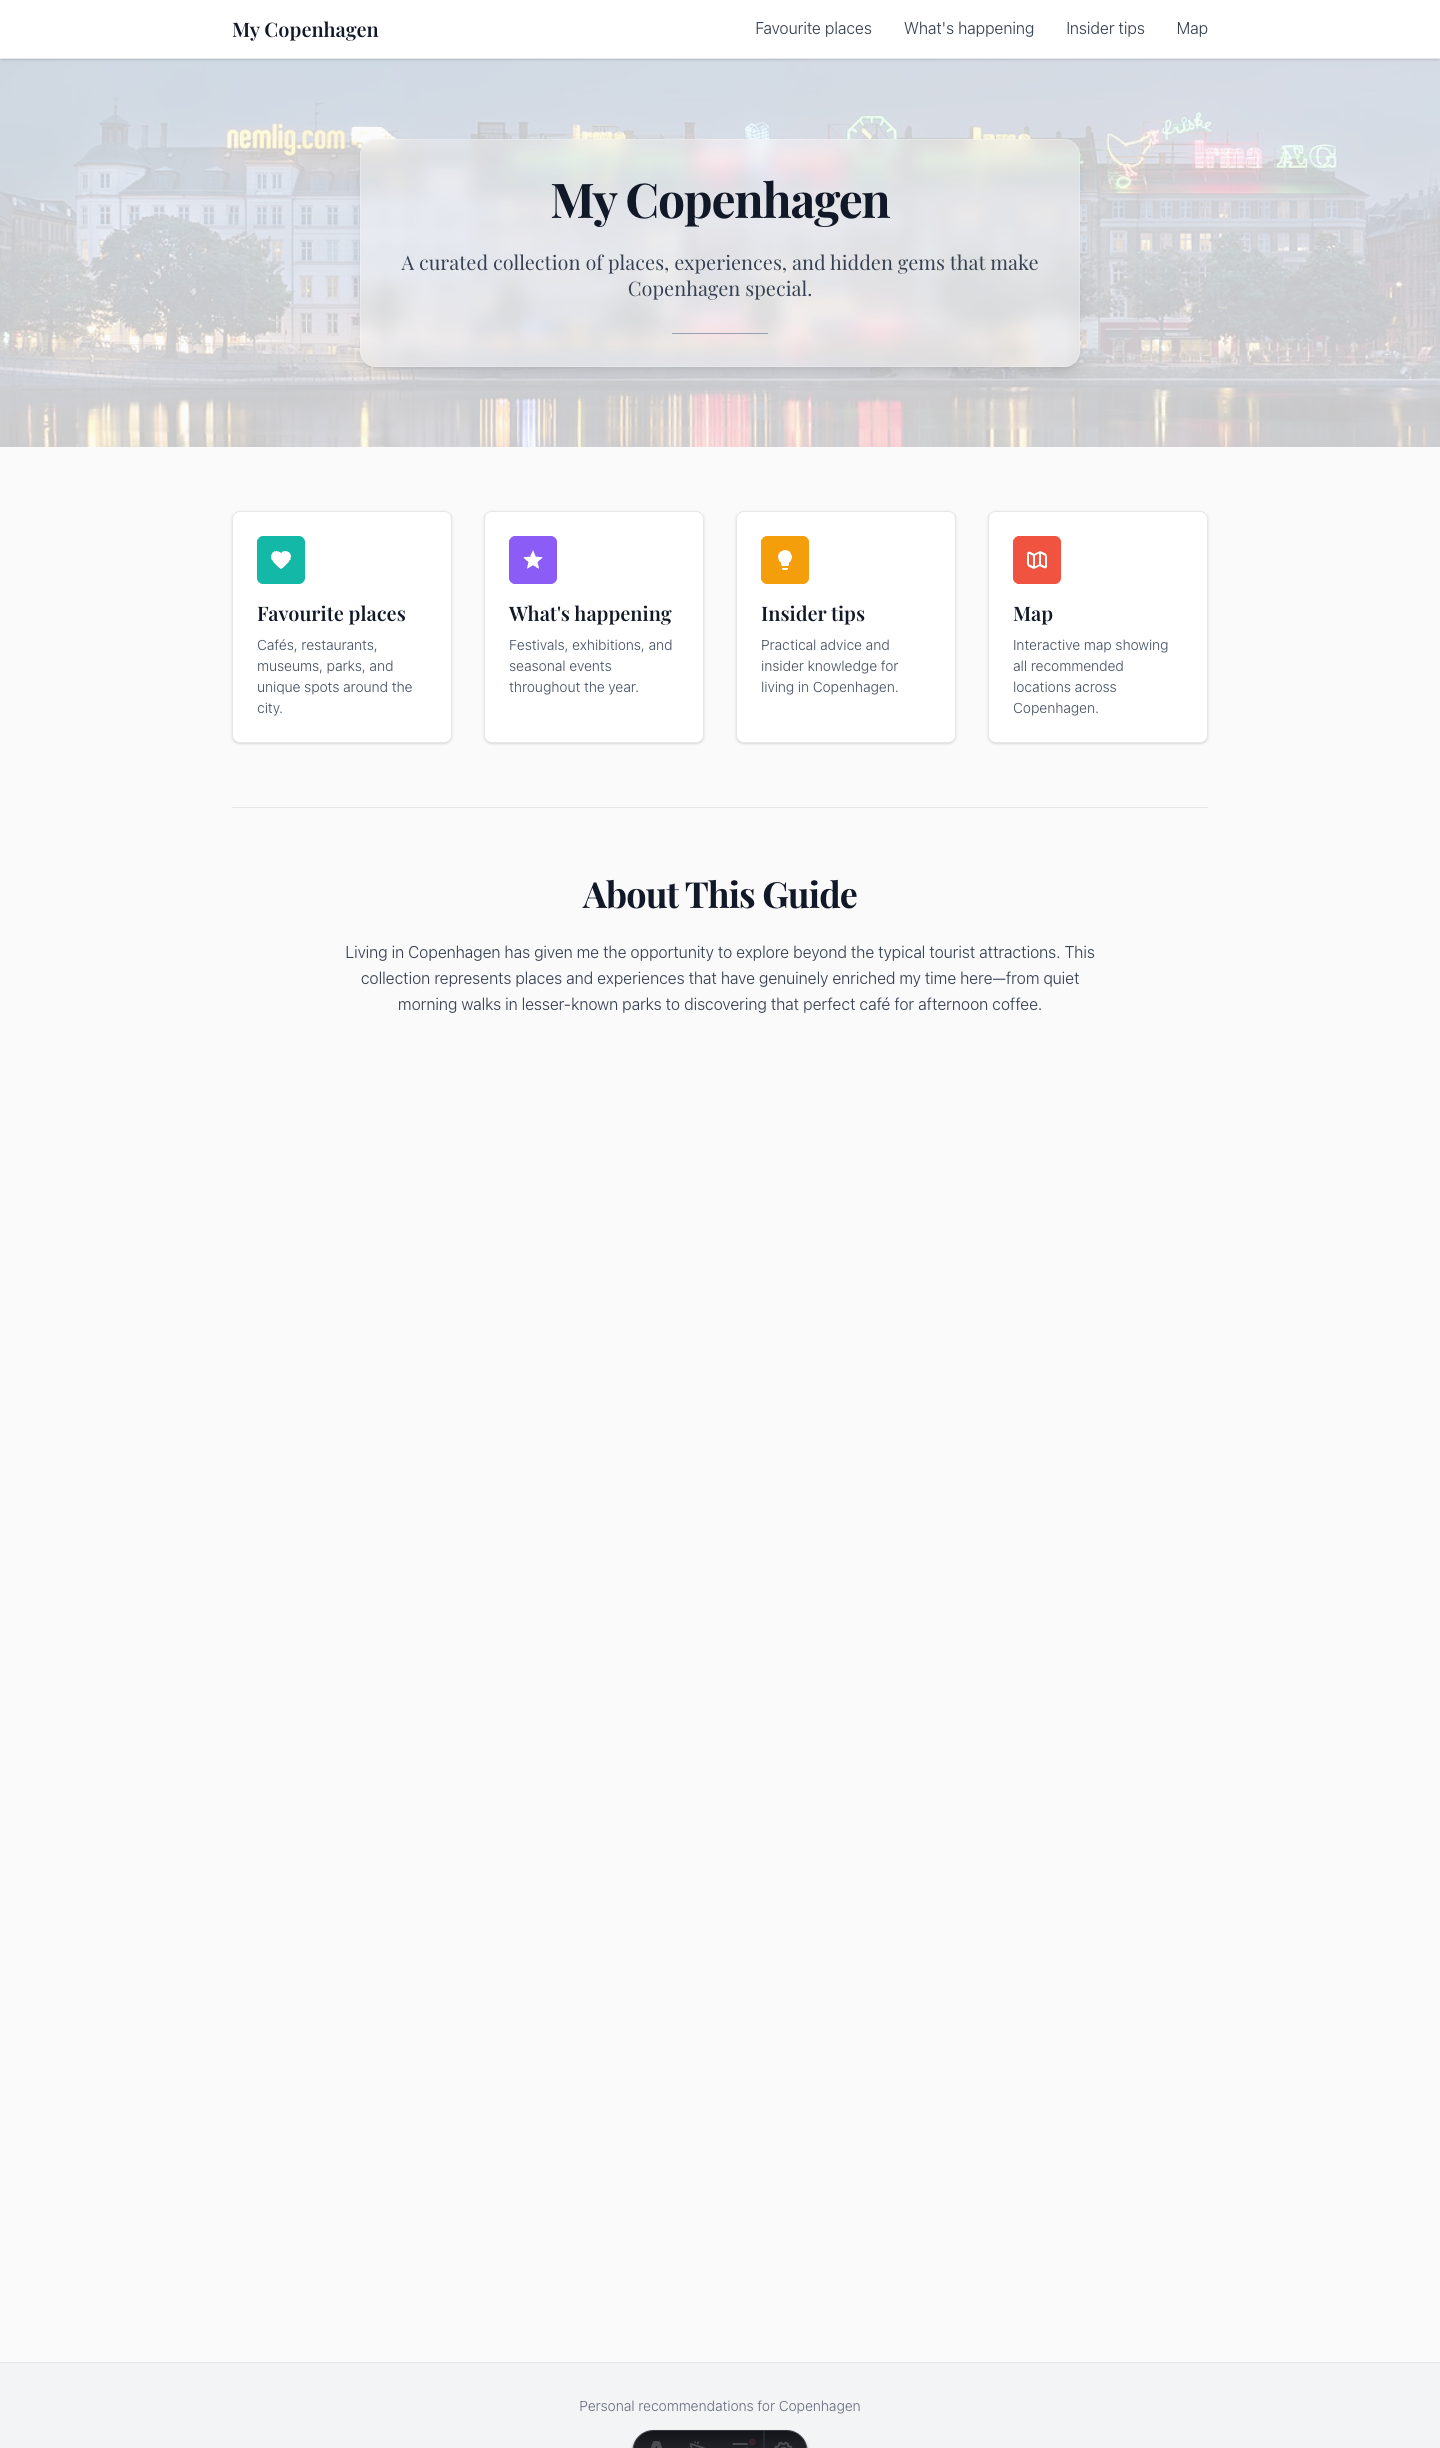 My Copenhagen
Favourite places
What's happening
Insider tips
Map
nemlig.com
friske
Irma ÆG
My Copenhagen
A curated collection of places, experiences, and hidden gems that make
Copenhagen special.
Favourite places
Cafés, restaurants,
museums, parks, and
unique spots around the
city.
What's happening
Festivals, exhibitions, and
seasonal events
throughout the year.
Insider tips
Practical advice and
insider knowledge for
living in Copenhagen.
Map
Interactive map showing
all recommended
locations across
Copenhagen.
About This Guide
Living in Copenhagen has given me the opportunity to explore beyond the typical tourist attractions. This
collection represents places and experiences that have genuinely enriched my time here—from quiet
morning walks in lesser-known parks to discovering that perfect café for afternoon coffee.
Personal recommendations for Copenhagen